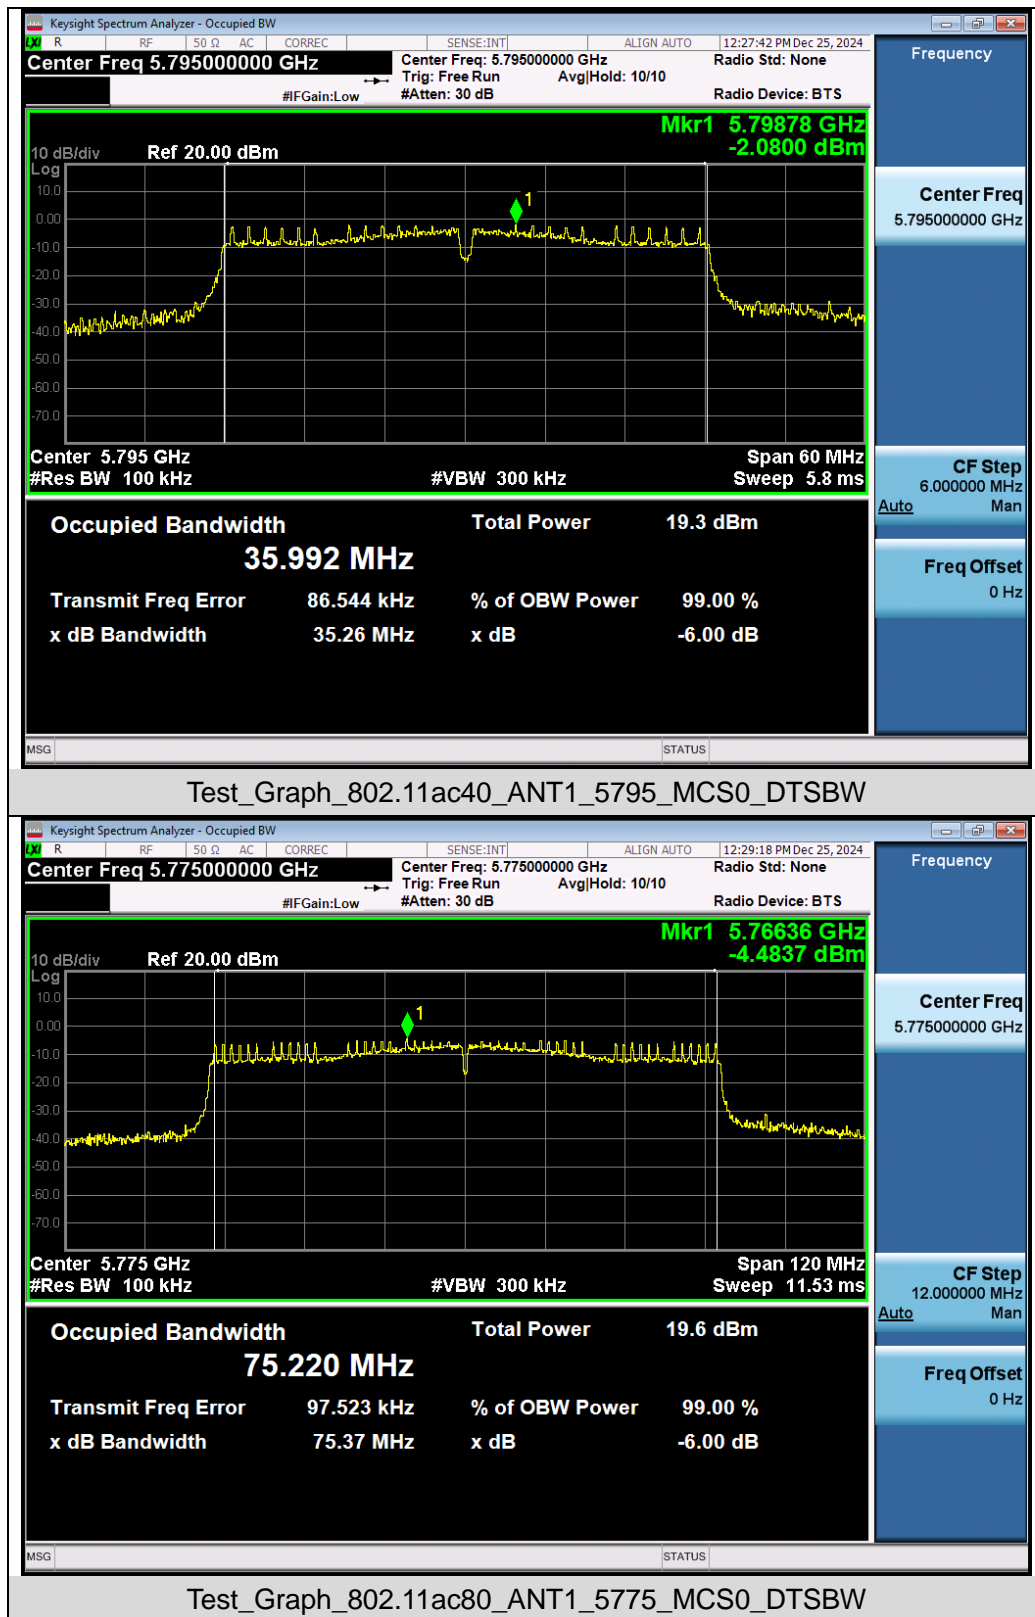 Keysight Spectrum Analyzer - Occupied BW
LXI R RF 50 Ω AC CORREC SENSE:INT ALIGN AUTO 12:27:42 PM Dec 25, 2024
Center Freq 5.795000000 GHz
Center Freq: 5.795000000 GHz Radio Std: None
Trig: Free Run Avg|Hold: 10/10
#IFGain:Low #Atten: 30 dB Radio Device: BTS
Frequency
Mkr1 5.79878 GHz
-2.0800 dBm
10 dB/div Ref 20.00 dBm
Log
10.0
0.00
-10.0
-20.0
-30.0
-40.0
-50.0
-60.0
-70.0
1
Center 5.795 GHz Span 60 MHz
#Res BW 100 kHz #VBW 300 kHz Sweep 5.8 ms
Center Freq
5.795000000 GHz
CF Step
6.000000 MHz
Auto Man
Freq Offset
0 Hz
Occupied Bandwidth Total Power 19.3 dBm
35.992 MHz
Transmit Freq Error 86.544 kHz % of OBW Power 99.00 %
x dB Bandwidth 35.26 MHz x dB -6.00 dB
MSG STATUS
Test_Graph_802.11ac40_ANT1_5795_MCS0_DTSBW
Keysight Spectrum Analyzer - Occupied BW
LXI R RF 50 Ω AC CORREC SENSE:INT ALIGN AUTO 12:29:18 PM Dec 25, 2024
Center Freq 5.775000000 GHz
Center Freq: 5.775000000 GHz Radio Std: None
Trig: Free Run Avg|Hold: 10/10
#IFGain:Low #Atten: 30 dB Radio Device: BTS
Frequency
Mkr1 5.76636 GHz
-4.4837 dBm
10 dB/div Ref 20.00 dBm
Log
10.0
0.00
-10.0
-20.0
-30.0
-40.0
-50.0
-60.0
-70.0
1
Center 5.775 GHz Span 120 MHz
#Res BW 100 kHz #VBW 300 kHz Sweep 11.53 ms
Center Freq
5.775000000 GHz
CF Step
12.000000 MHz
Auto Man
Freq Offset
0 Hz
Occupied Bandwidth Total Power 19.6 dBm
75.220 MHz
Transmit Freq Error 97.523 kHz % of OBW Power 99.00 %
x dB Bandwidth 75.37 MHz x dB -6.00 dB
MSG STATUS
Test_Graph_802.11ac80_ANT1_5775_MCS0_DTSBW